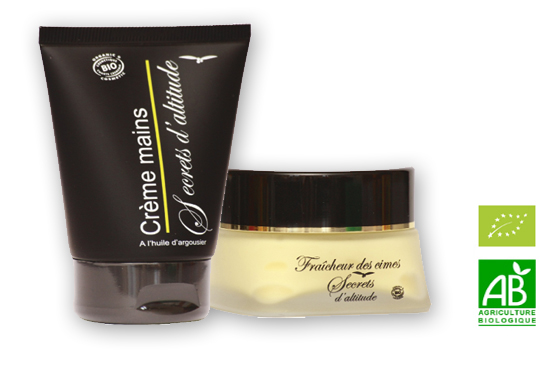 BIO
Crème mains
Secrets d'altitude
A l'huile d'argousier
Fraîcheur des cimes
Secrets
d'altitude
AB
AGRICULTURE
BIOLOGIQUE